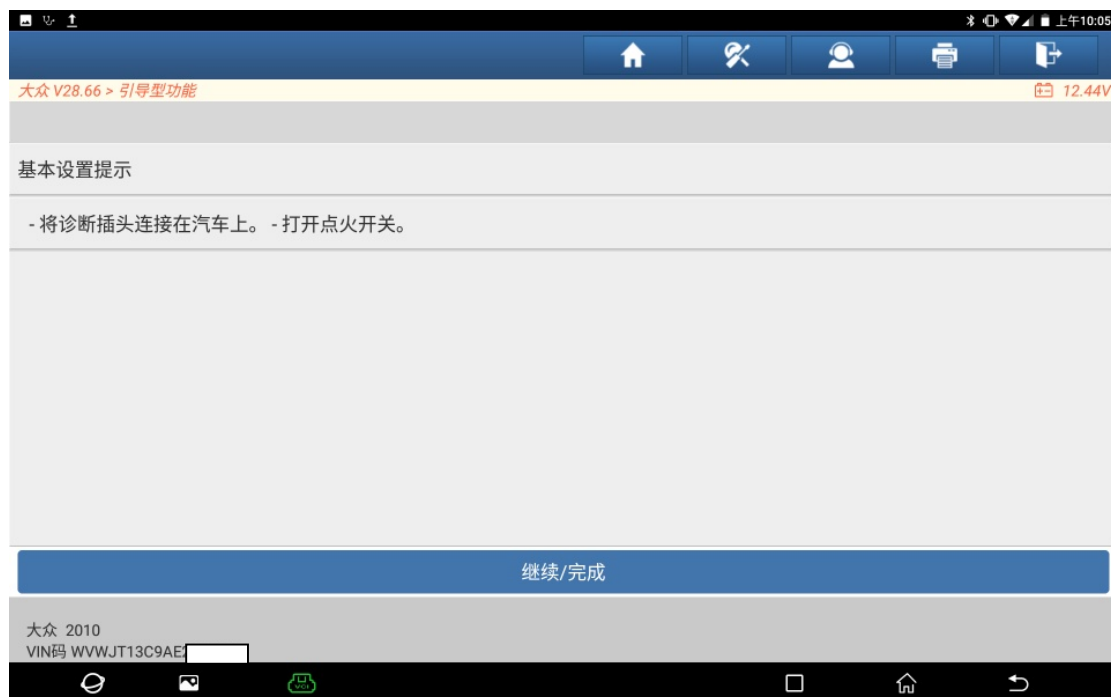 上午10:05
大众 V28.66 > 引导型功能
12.44V
基本设置提示
- 将诊断插头连接在汽车上。 - 打开点火开关。
继续/完成
大众 2010
VIN码 WVWJT13C9AE
VCI